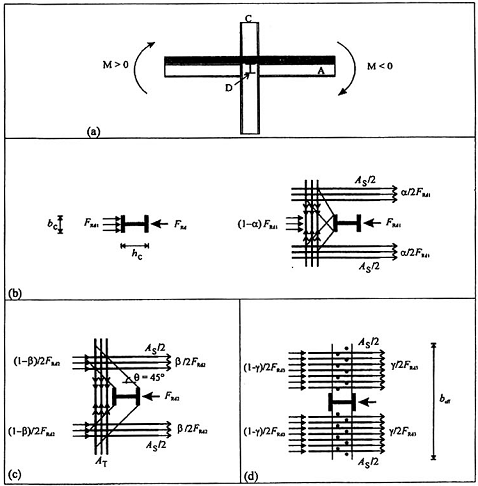 C
M > 0
M < 0
A
D
(a)
A_S/2
α/2F_Rd1
b_C
F_Rd1
F_Rd
(1-α)F_Rd1
F_Rd1
h_C
α/2F_Rd1
A_S/2
(b)
A_S/2
(1-β)/2F_Rd2
β/2F_Rd2
θ = 45°
F_Rd2
(1-β)/2F_Rd2
β/2F_Rd2
A_S/2
A_T
(c)
A_S/2
(1-γ)/2F_Rd3
γ/2F_Rd3
b_eff
(1-γ)/2F_Rd3
γ/2F_Rd3
A_S/2
(d)